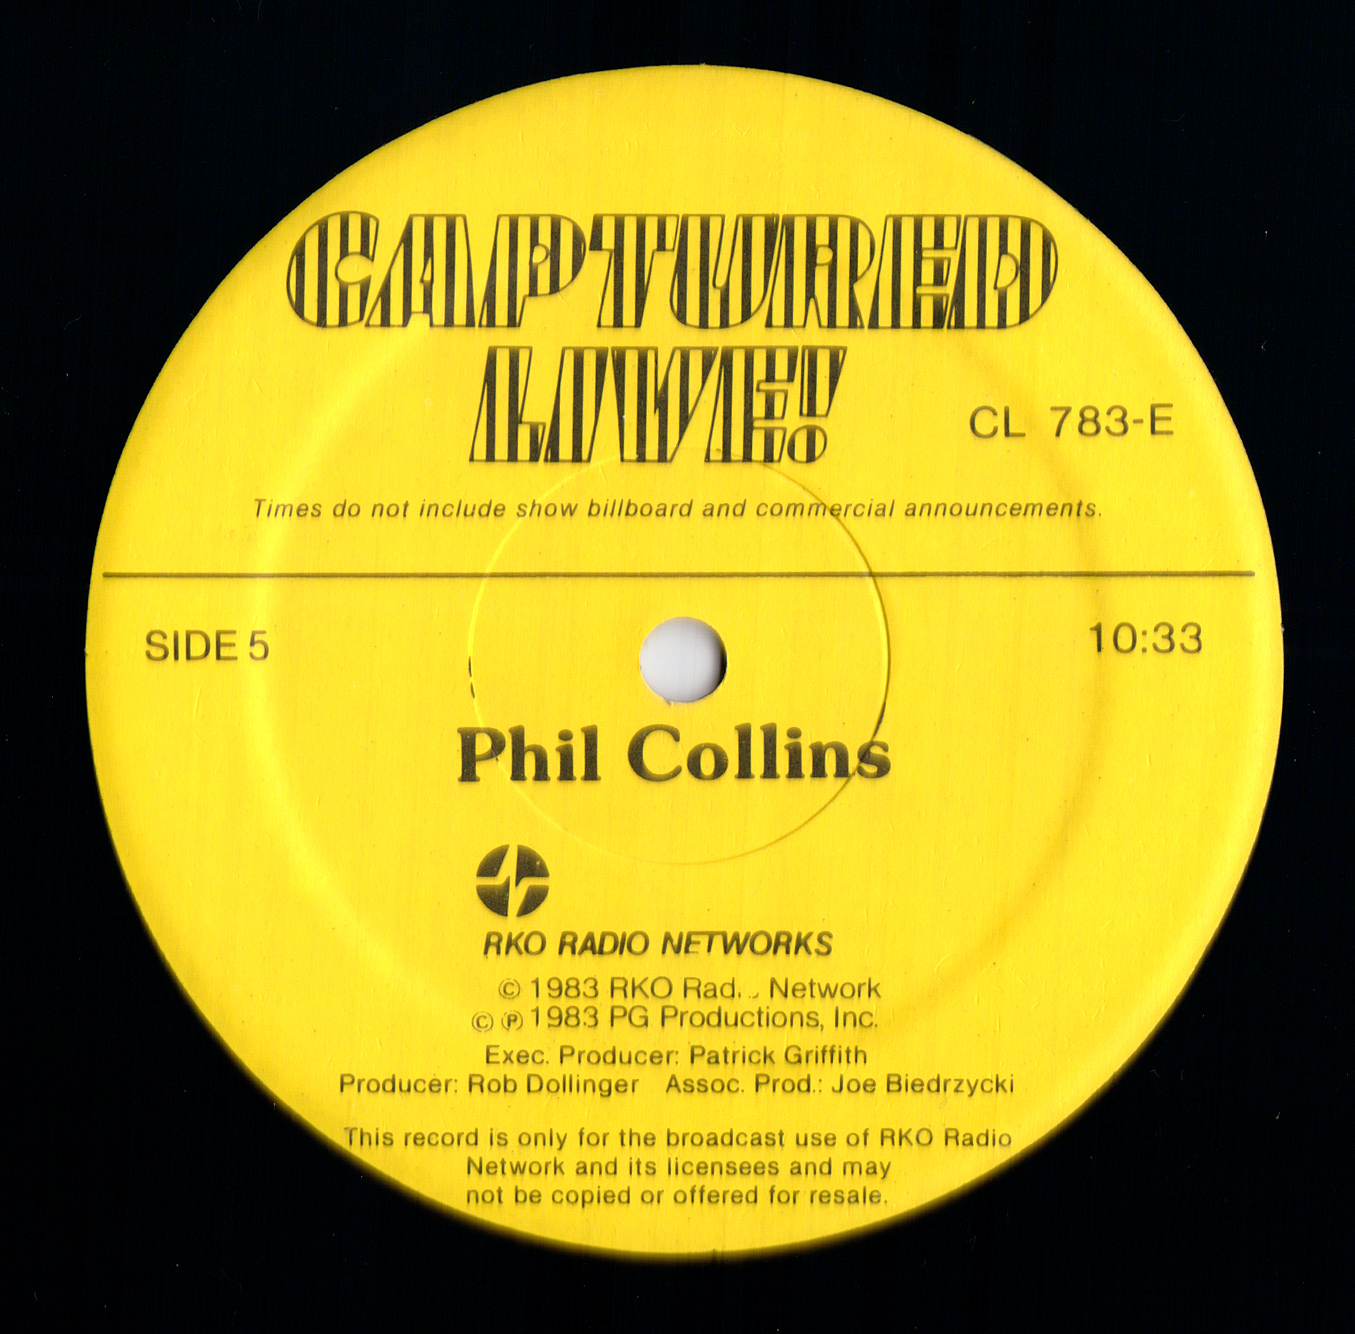 CAPTURED
LIVE!
CL 783-E
Times do not include show billboard and commercial announcements.
SIDE 5
10:33
Phil Collins
RKO RADIO NETWORKS
© 1983 RKO Network
© ℗ 1983 PG Productions, Inc.
Exec. Producer: Patrick Griffith
Producer: Rob Dollinger Assoc. Prod.: Joe Biedrzycki
This record is only for the broadcast use of RKO Radio
Network and its licensees and may
not be copied or offered for resale.